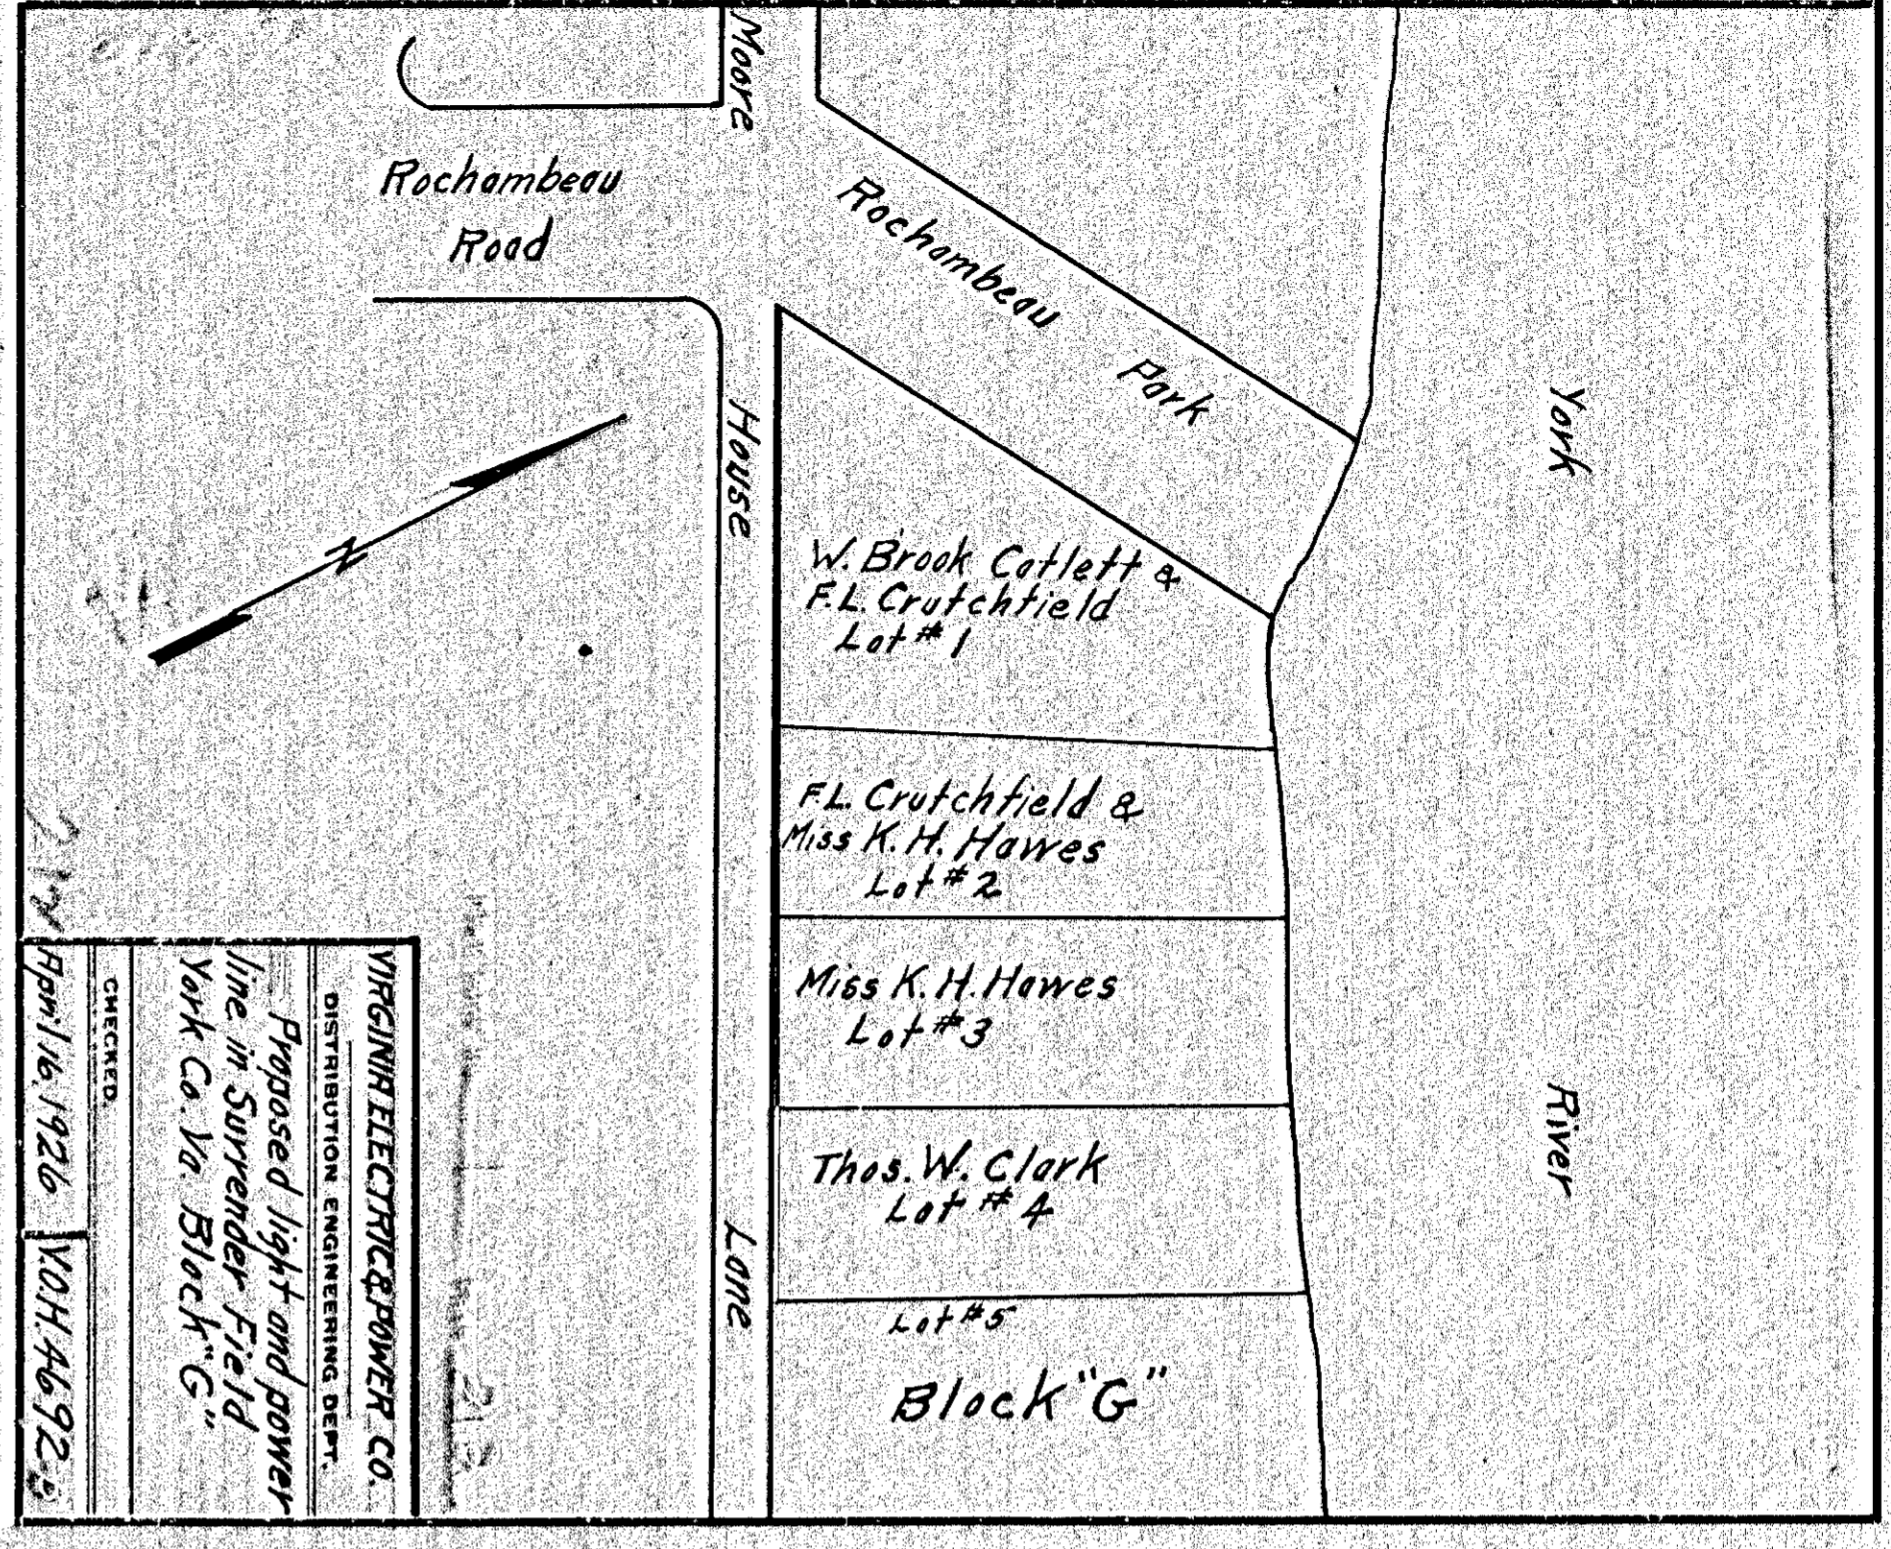 Moore
House
Lane
Rochambeau
Road
Rochambeau
Park
York
River
N
W. Brook Catlett &
F.L. Crutchfield
Lot # 1
F.L. Crutchfield &
Miss K. H. Hawes
Lot # 2
Miss K. H. Hawes
Lot # 3
Thos. W. Clark
Lot # 4
Lot # 5
Block "G"
VIRGINIA ELECTRIC & POWER CO.
DISTRIBUTION ENGINEERING DEPT.
Proposed light and power
line in Surrender Field
York Co. Va. Block "G"
CHECKED.
April 16, 1926